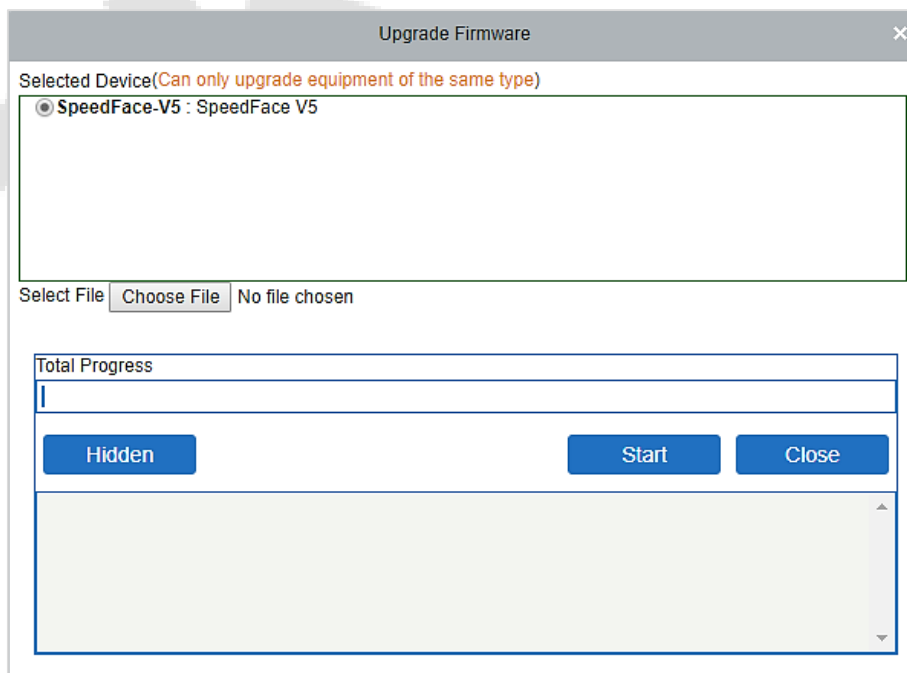 Upgrade Firmware
Selected Device(Can only upgrade equipment of the same type)
SpeedFace-V5 : SpeedFace V5
Select File Choose File No file chosen
Total Progress
Hidden Start Close